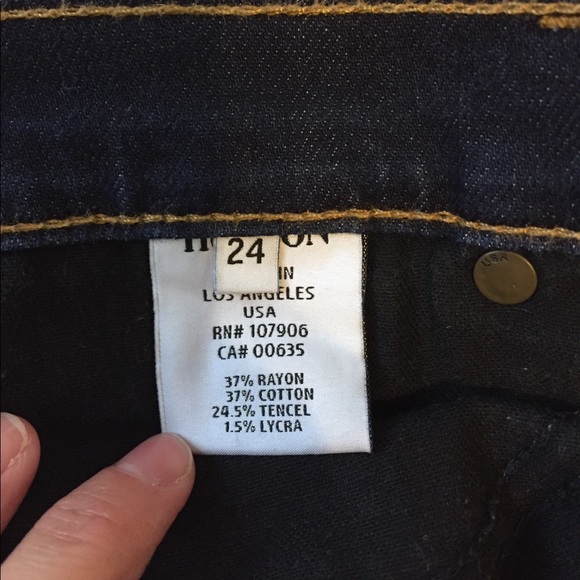 24
IN
LOS ANGELES
USA
RN# 107906
CA# 00635
37% RAYON
37% COTTON
24.5% TENCEL
1.5% LYCRA
USA